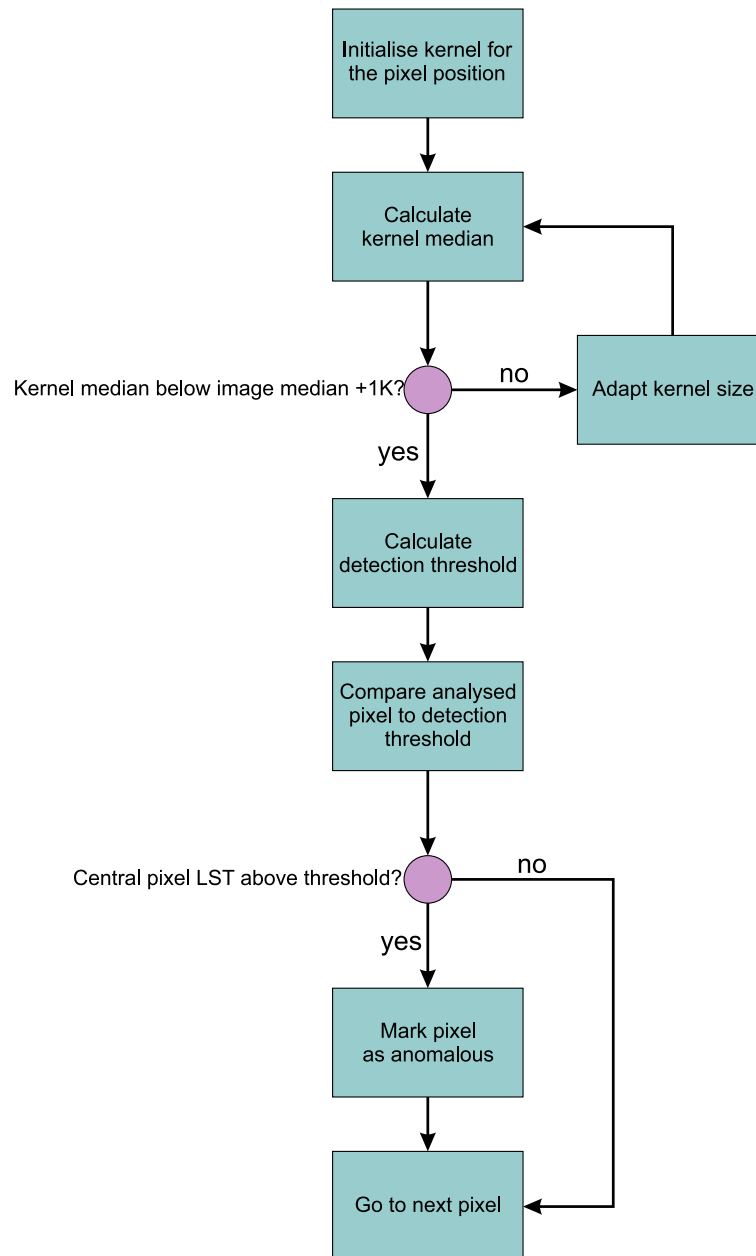 Initialise kernel for
the pixel position
Calculate
kernel median
Kernel median below image median +1K?
no
Adapt kernel size
yes
Calculate
detection threshold
Compare analysed
pixel to detection
threshold
Central pixel LST above threshold?
no
yes
Mark pixel
as anomalous
Go to next pixel